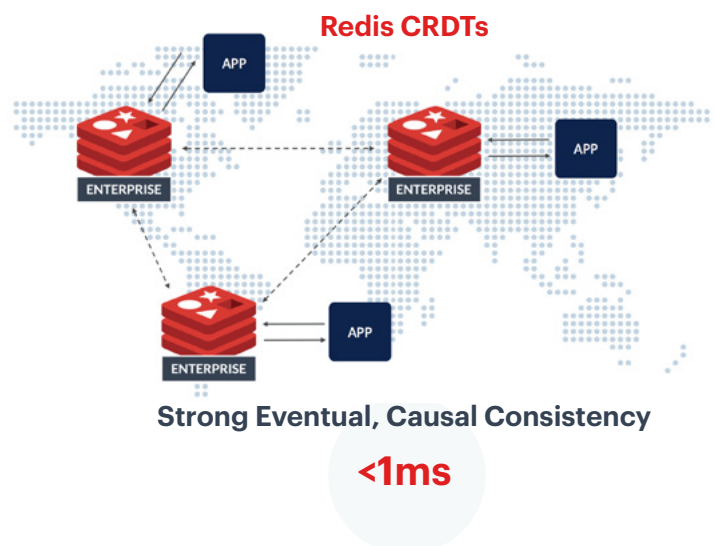 Redis CRDTs
APP
ENTERPRISE
ENTERPRISE
APP
ENTERPRISE
APP
Strong Eventual, Causal Consistency
<1ms